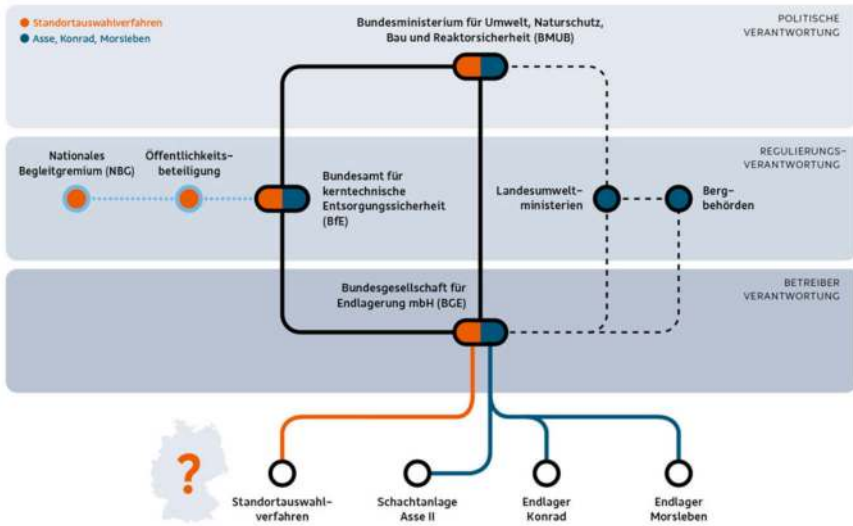 Standortauswahlverfahren
Asse, Konrad, Morsleben
Bundesministerium für Umwelt, Naturschutz,
Bau und Reaktorsicherheit (BMUB)
POLITISCHE
VERANTWORTUNG
Nationales
Begleitgremium (NBG)
Öffentlichkeits-
beteiligung
Bundesamt für
kerntechnische
Entsorgungssicherheit
(BfE)
Landesumwelt-
ministerien
Berg-
behörden
REGULIERUNGS-
VERANTWORTUNG
Bundesgesellschaft für
Endlagerung mbH (BGE)
BETREIBER
VERANTWORTUNG
?
Standortauswahl-
verfahren
Schachtanlage
Asse II
Endlager
Konrad
Endlager
Morsleben